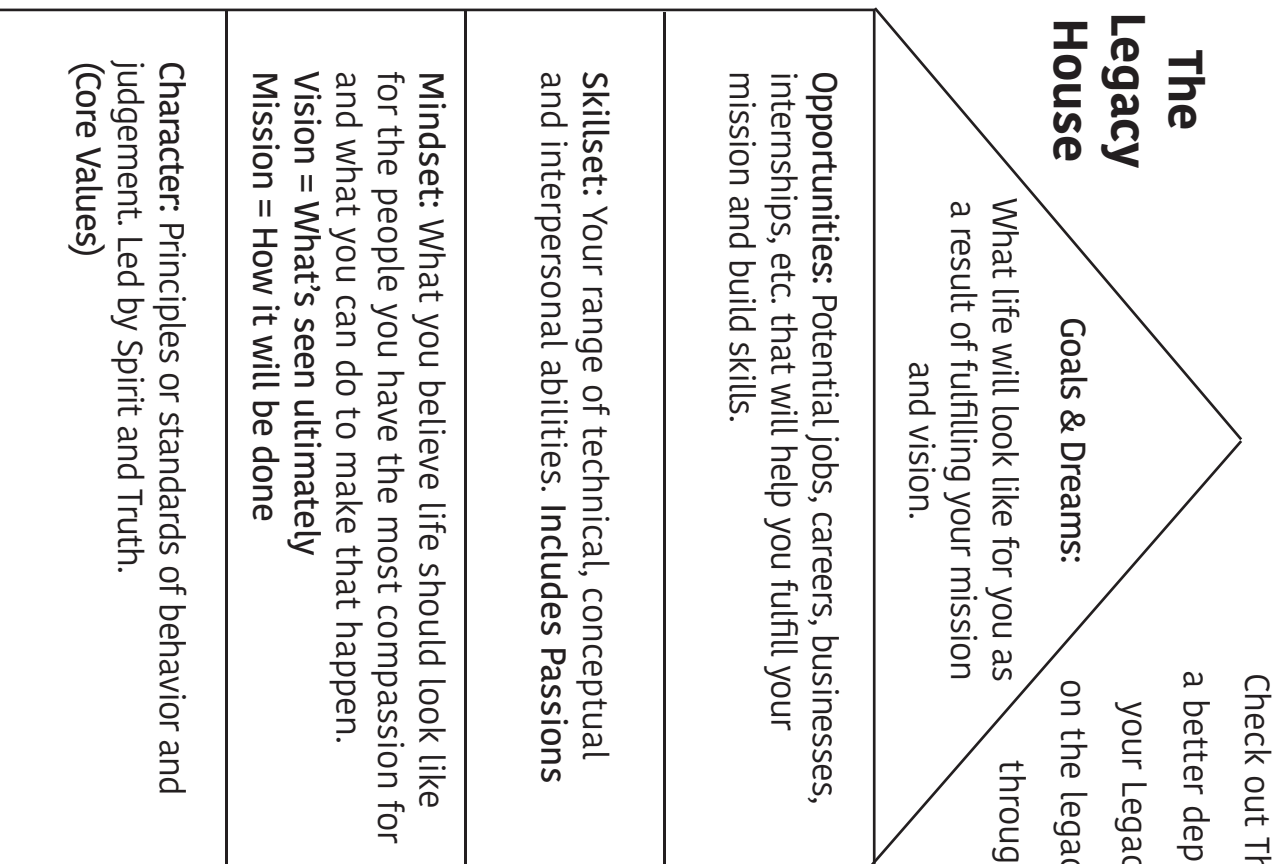 The
Legacy
House
Check out
a better
your
on the
Goals & Dreams:
What life will look like for you as
a result of fulfilling your mission
and vision.
Opportunities: Potential jobs, careers, businesses,
internships, etc. that will help you fulfill your
mission and build skills.
Skillset: Your range of technical, conceptual
and interpersonal abilities. Includes Passions
Mindset: What you believe life should look like
for the people you have the most compassion for
and what you can do to make that happen.
Vision = What's seen ultimately
Mission = How it will be done
Character: Principles or standards of behavior and
judgement. Led by Spirit and Truth.
(Core Values)